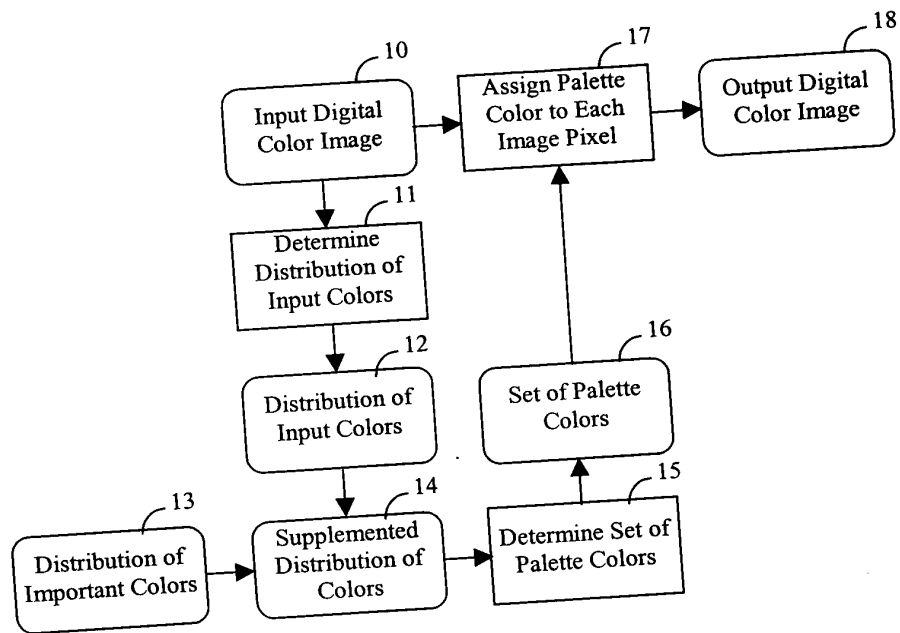 10
Input Digital
Color Image
17
Assign Palette
Color to Each
Image Pixel
18
Output Digital
Color Image
11
Determine
Distribution of
Input Colors
12
Distribution of
Input Colors
16
Set of Palette
Colors
13
Distribution of
Important Colors
14
Supplemented
Distribution of
Colors
15
Determine Set of
Palette Colors